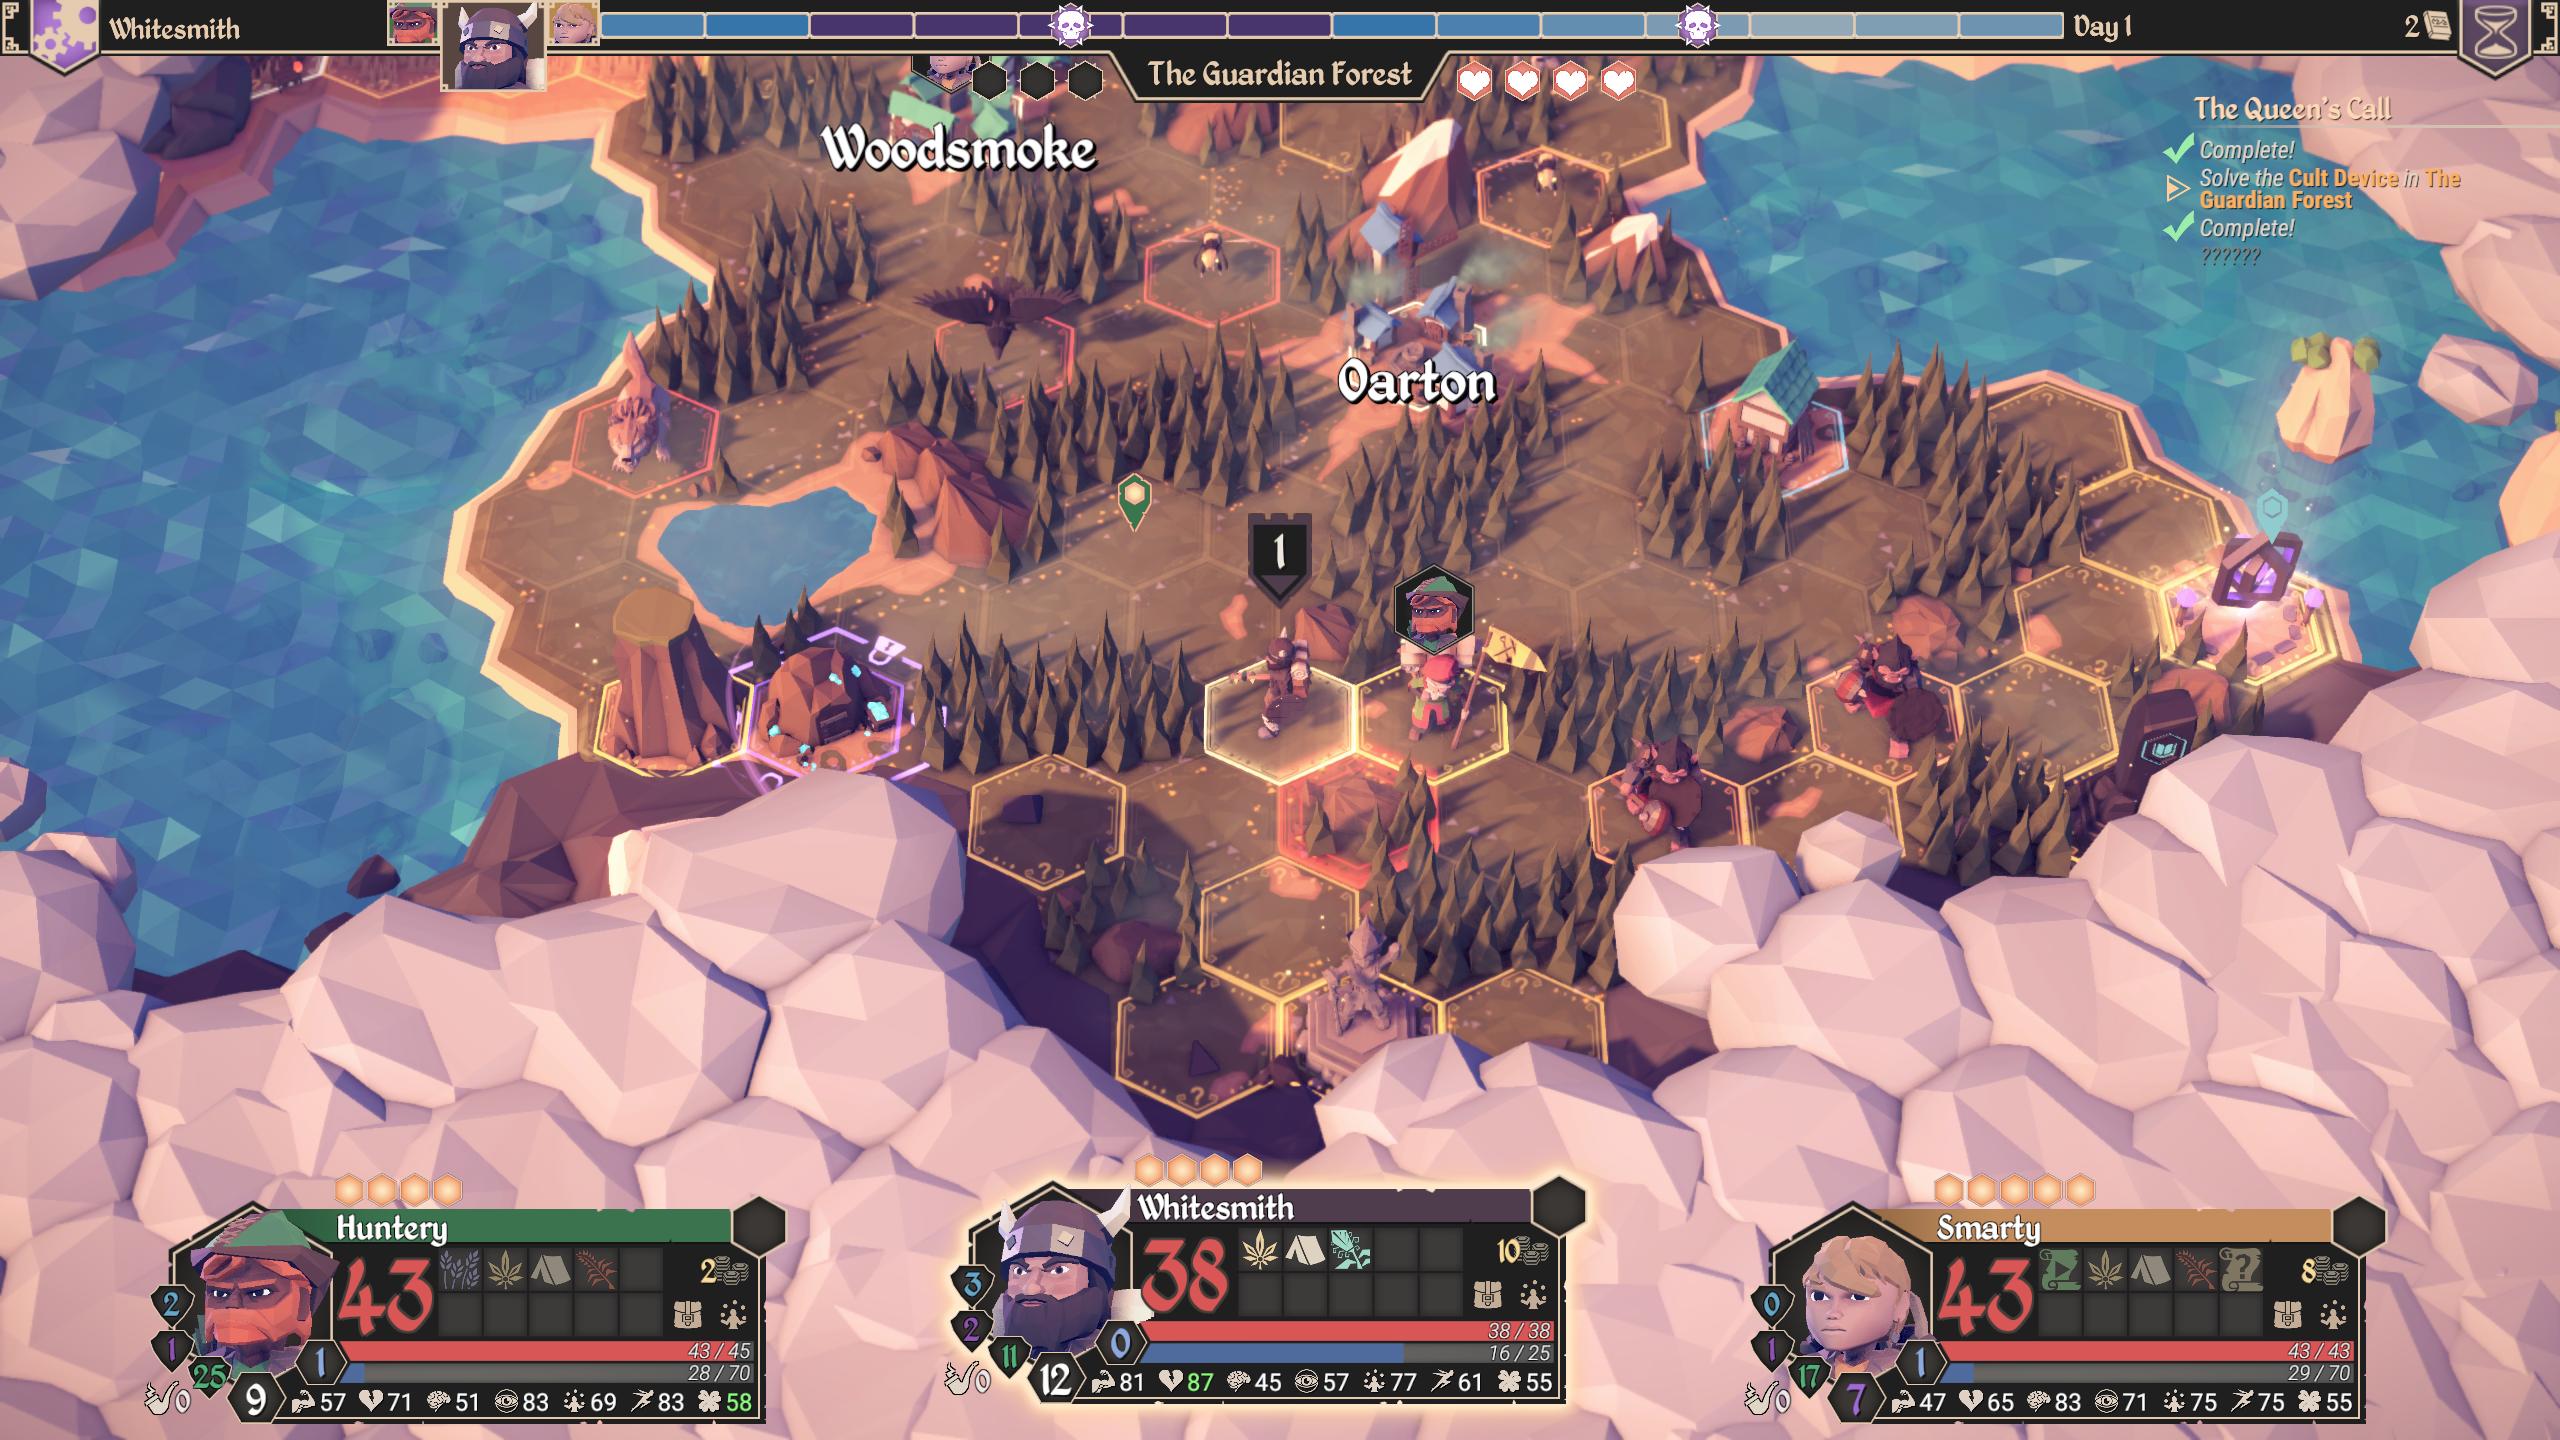 Whitesmith
Day 1
2
The Guardian Forest
The Queen's Call
Complete!
Solve the Cult Device in The
Guardian Forest
Complete!
??????
Woodsmoke
Oarton
1
Huntery
43
2
2
1
25
9
1
43 / 45
28 / 70
0
57
71
51
83
69
83
58
Whitesmith
38
10
3
2
11
12
0
38 / 38
16 / 25
0
81
87
45
57
77
61
55
Smarty
43
8
0
1
17
7
1
43 / 43
29 / 70
0
47
65
83
71
75
75
55